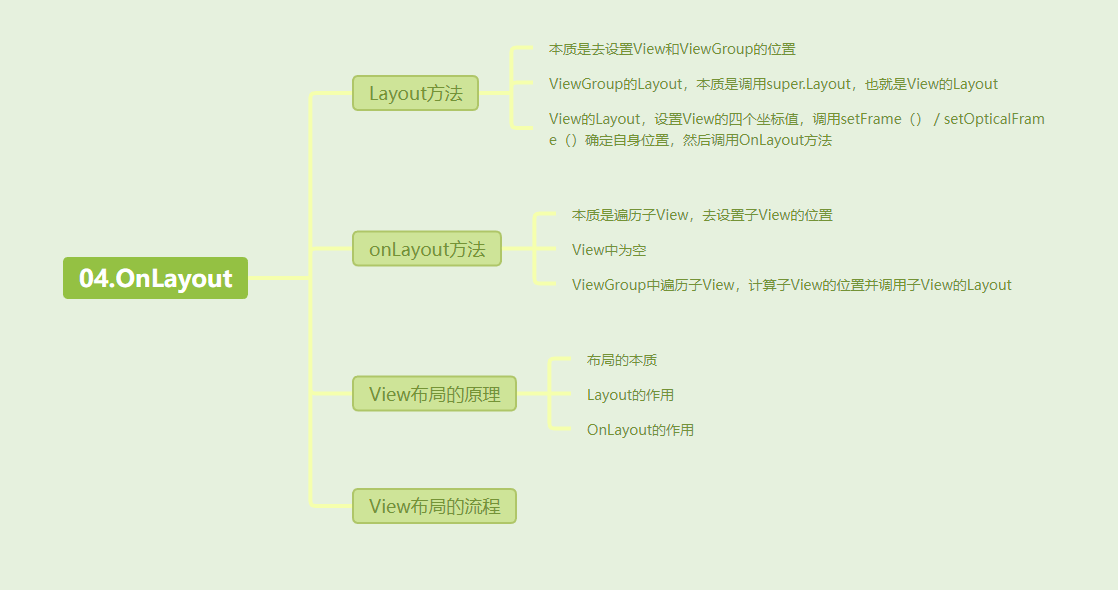 04.OnLayout
Layout方法
本质是去设置View和ViewGroup的位置
ViewGroup的Layout，本质是调用super.Layout，也就是View的Layout
View的Layout，设置View的四个坐标值，调用setFrame（） / setOpticalFram
e（）确定自身位置，然后调用OnLayout方法
onLayout方法
本质是遍历子View，去设置子View的位置
View中为空
ViewGroup中遍历子View，计算子View的位置并调用子View的Layout
View布局的原理
布局的本质
Layout的作用
OnLayout的作用
View布局的流程